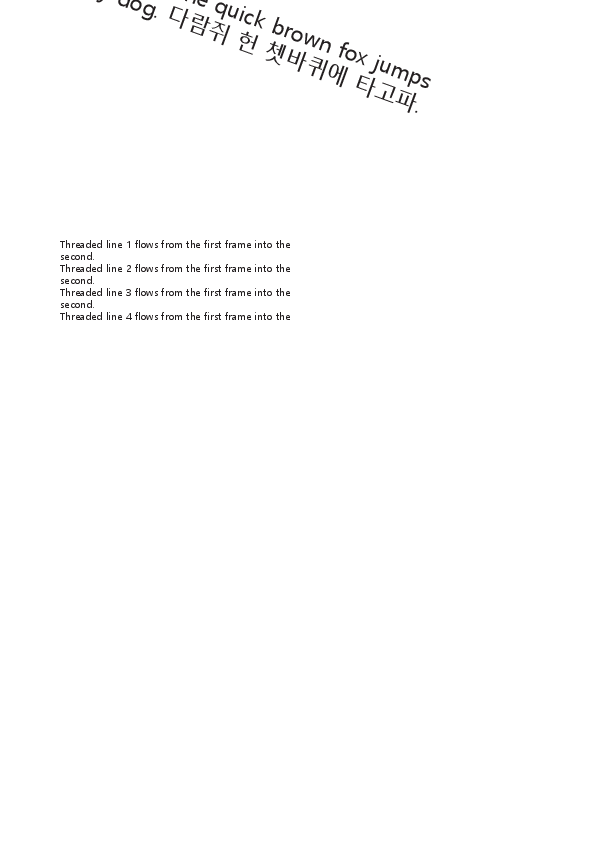 quick brown fox jumps
dog. 다람쥐 헌 쳇바퀴에 타고파.
Threaded line 1 flows from the first frame into the
second.
Threaded line 2 flows from the first frame into the
second.
Threaded line 3 flows from the first frame into the
second.
Threaded line 4 flows from the first frame into the